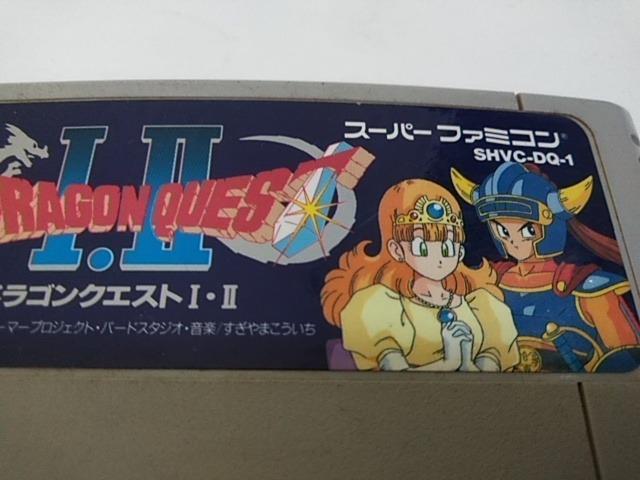 I.II
スーパー ファミコン®
SHVC-DQ-1
RAGON QUEST
ラゴンクエストI・II
ーマープロジェクト・バードスタジオ・音楽/すぎやまこういち